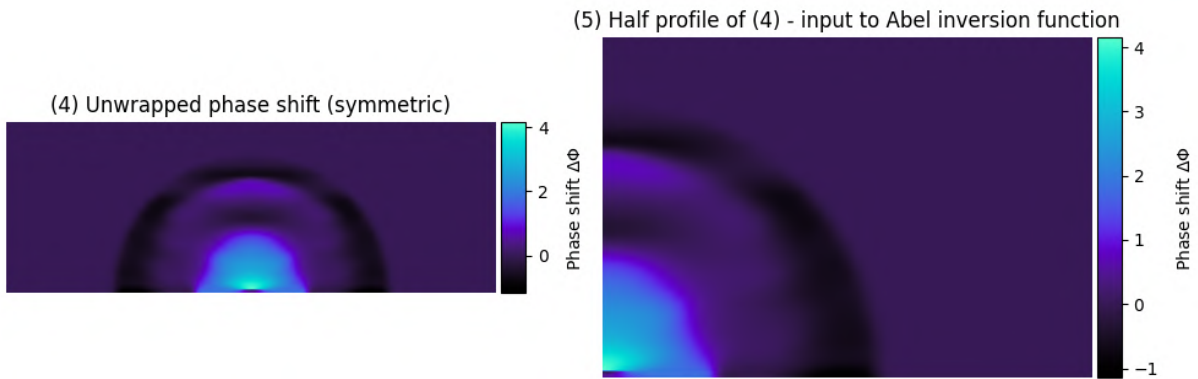 (4) Unwrapped phase shift (symmetric)
4
2
0
Phase shift ΔΦ
(5) Half profile of (4) - input to Abel inversion function
4
3
2
1
0
−1
Phase shift ΔΦ